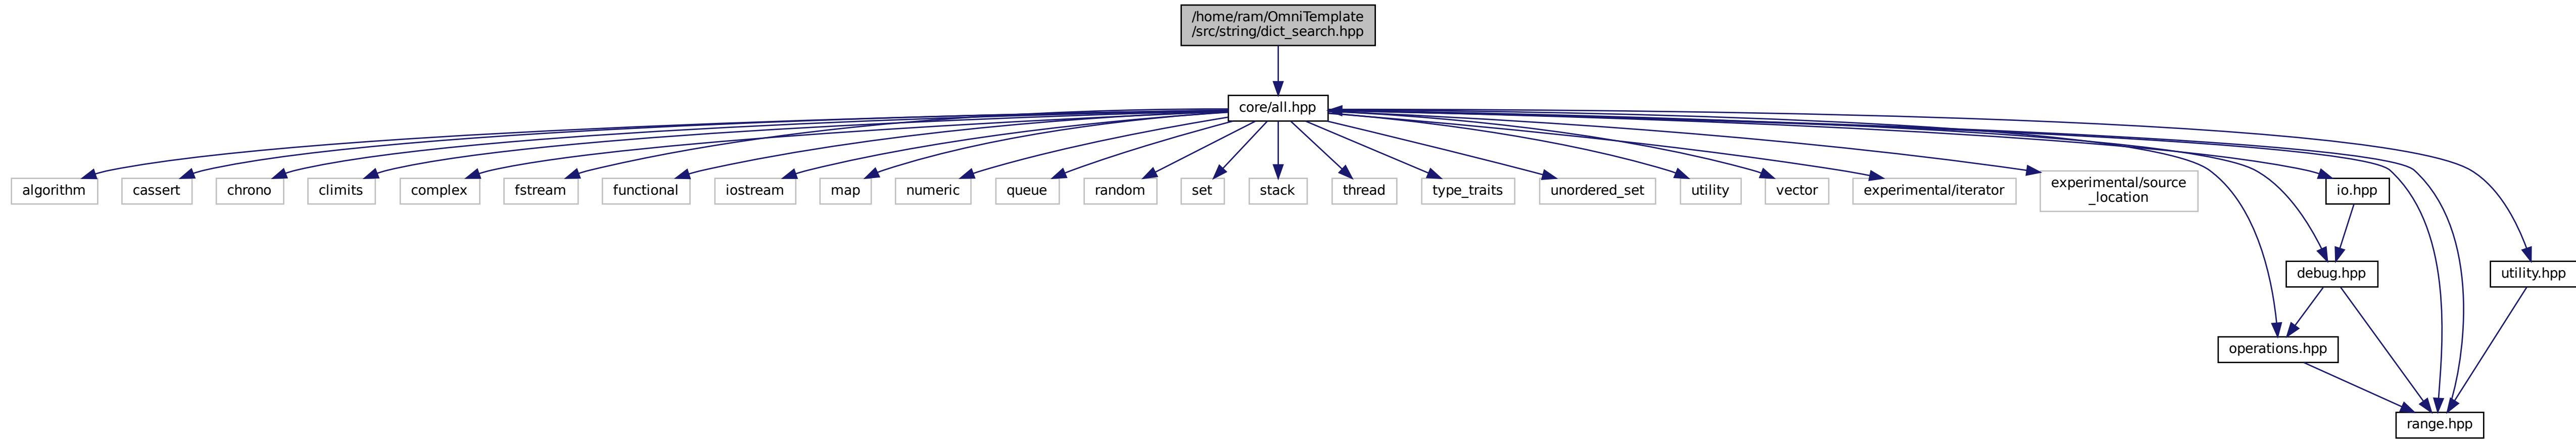 /home/ram/OmniTemplate
/src/string/dict_search.hpp
core/all.hpp
algorithm
cassert
chrono
climits
complex
fstream
functional
iostream
map
numeric
queue
random
set
stack
thread
type_traits
unordered_set
utility
vector
experimental/iterator
experimental/source
_location
io.hpp
debug.hpp
utility.hpp
operations.hpp
range.hpp